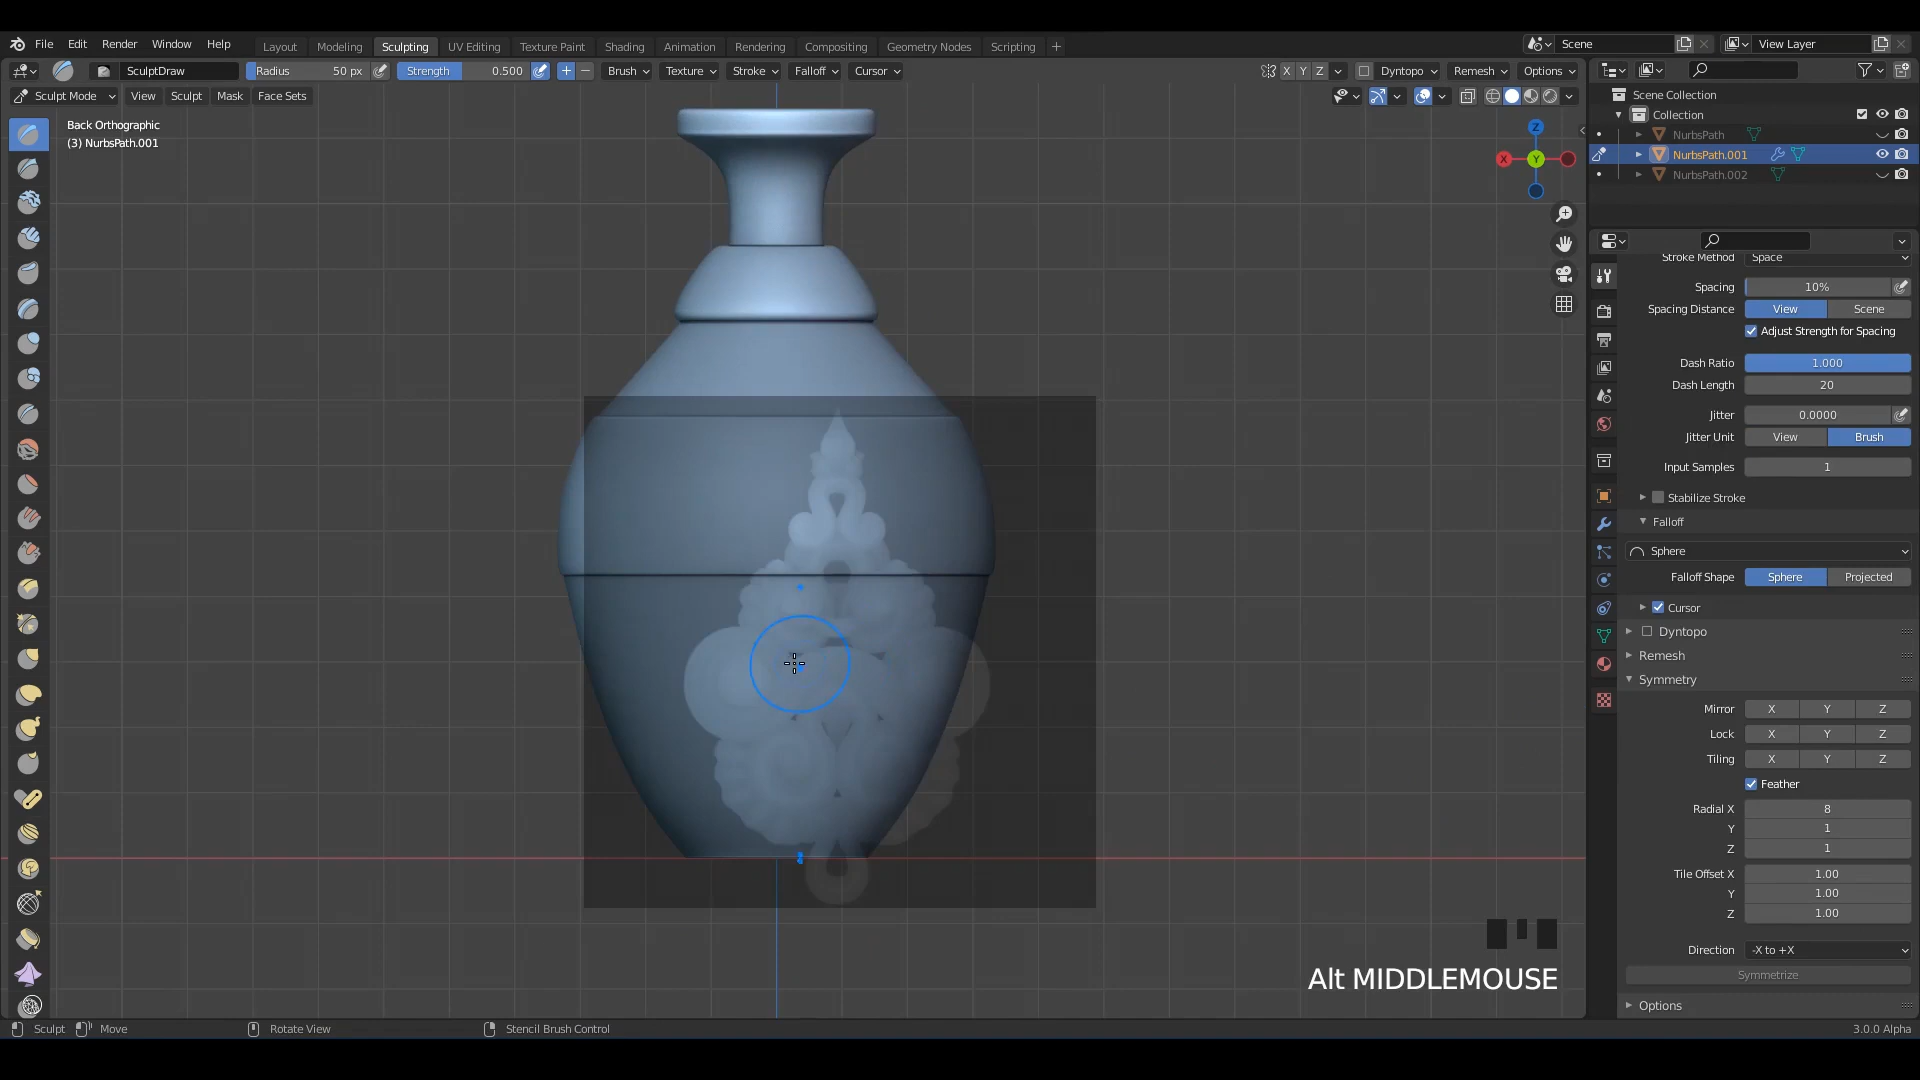 File Edit Render Window Help Layout Modeling Sculpting UV Editing Texture Paint Shading Animation Rendering Compositing Geometry Nodes Scripting + Scene View Layer
SculptDraw Radius 50 px Strength 0.500 Brush Texture Stroke Falloff Cursor X Y Z Dyntopo Remesh Options
Sculpt Mode View Sculpt Mask Face Sets
Back Orthographic
(3) NurbsPath.001
Z
X
Y
Scene Collection
Collection
NurbsPath
NurbsPath.001
NurbsPath.002
Stroke Method Space
Spacing 10%
Spacing Distance View Scene
Adjust Strength for Spacing
Dash Ratio 1.000
Dash Length 20
Jitter 0.0000
Jitter Unit View Brush
Input Samples 1
Stabilize Stroke
Falloff
Sphere
Falloff Shape Sphere Projected
Cursor
Dyntopo
Remesh
Symmetry
Mirror X Y Z
Lock X Y Z
Tiling X Y Z
Feather
Radial X 8
Y 1
Z 1
Tile Offset X 1.00
Y 1.00
Z 1.00
Direction -X to +X
Symmetrize
Options
Alt MIDDLEMOUSE
Sculpt Move Rotate View Stencil Brush Control 3.0.0 Alpha